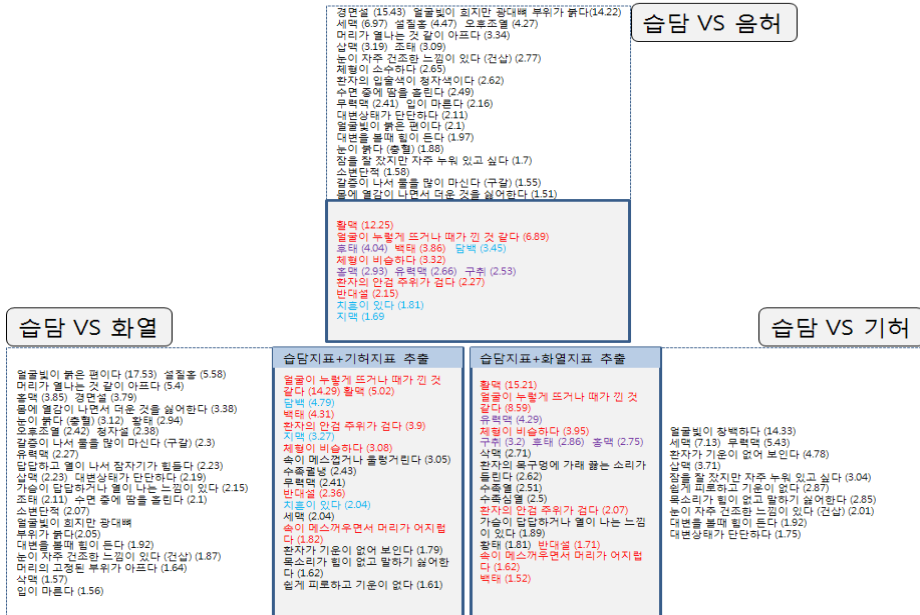 습담 VS 음허
경면설 (15.43) 얼굴빛이 희지만 광대뼈 부위가 붉다(14.22)
세맥 (6.97) 설질홍 (4.47) 오후조열 (4.27)
머리가 열나는 것 같이 아프다 (3.34)
삽맥 (3.19) 조태 (3.09)
눈이 자주 건조한 느낌이 있다 (건삽) (2.77)
체형이 소수하다 (2.65)
환자의 입술색이 청자색이다 (2.62)
수면 중에 땀을 흘린다 (2.49)
무력맥 (2.41) 입이 마른다 (2.16)
대변상태가 단단하다 (2.11)
얼굴빛이 붉은 편이다 (2.1)
대변을 볼때 힘이 든다 (1.97)
눈이 붉다 (충혈) (1.88)
잠을 잘 잤지만 자주 누워 있고 싶다 (1.7)
소변단적 (1.58)
갈증이 나서 물을 많이 마신다 (구갈) (1.55)
몸에 열감이 나면서 더운 것을 싫어한다 (1.51)
활맥 (12.25)
얼굴이 누렇게 뜨거나 때가 낀 것 같다 (6.89)
후태 (4.04) 백태 (3.86) 담백 (3.45)
체형이 비습하다 (3.32)
홍맥 (2.93) 유력맥 (2.66) 구취 (2.53)
환자의 안검 주위가 검다 (2.27)
반대설 (2.15)
치흔이 있다 (1.81)
지맥 (1.69
습담 VS 화열
얼굴빛이 붉은 편이다 (17.53) 설질홍 (5.58)
머리가 열나는 것 같이 아프다 (5.4)
홍맥 (3.85) 경면설 (3.79)
몸에 열감이 나면서 더운 것을 싫어한다 (3.38)
눈이 붉다 (충혈) (3.12) 황태 (2.94)
오후조열 (2.42) 청자설 (2.38)
갈증이 나서 물을 많이 마신다 (구갈) (2.3)
유력맥 (2.27)
답답하고 열이 나서 잠자기가 힘들다 (2.23)
삽맥 (2.23) 대변상태가 단단하다 (2.19)
가슴이 답답하거나 열이 나는 느낌이 있다 (2.15)
조태 (2.11) 수면 중에 땀을 흘린다 (2.1)
소변단적 (2.07)
얼굴빛이 희지만 광대뼈
부위가 붉다(2.05)
대변을 볼때 힘이 든다 (1.92)
눈이 자주 건조한 느낌이 있다 (건삽) (1.87)
머리의 고정된 부위가 아프다 (1.64)
삭맥 (1.57)
입이 마른다 (1.56)
습담지표+기허지표 추출
얼굴이 누렇게 뜨거나 때가 낀 것
같다 (14.29) 활맥 (5.02)
담백 (4.79)
백태 (4.31)
환자의 안검 주위가 검다 (3.9)
지맥 (3.27)
체형이 비습하다 (3.08)
속이 메스껍거나 울렁거린다 (3.05)
수족궐냉 (2.43)
무력맥 (2.41)
반대설 (2.36)
치흔이 있다 (2.04)
세맥 (2.04)
속이 메스꺼우면서 머리가 어지럽
다 (1.82)
환자가 기운이 없어 보인다 (1.79)
목소리가 힘이 없고 말하기 싫어한
다 (1.62)
쉽게 피로하고 기운이 없다 (1.61)
습담지표+화열지표 추출
활맥 (15.21)
얼굴이 누렇게 뜨거나 때가 낀 것
같다 (8.59)
유력맥 (4.29)
체형이 비습하다 (3.95)
구취 (3.2) 후태 (2.86) 홍맥 (2.75)
삭맥 (2.71)
환자의 목구멍에 가래 끓는 소리가
들린다 (2.62)
수족열 (2.51)
수족심열 (2.5)
환자의 안검 주위가 검다 (2.07)
가슴이 답답하거나 열이 나는 느낌
이 있다 (1.89)
황태 (1.81) 반대설 (1.71)
속이 메스꺼우면서 머리가 어지럽
다 (1.62)
백태 (1.52)
습담 VS 기허
얼굴빛이 창백하다 (14.33)
세맥 (7.13) 무력맥 (5.43)
환자가 기운이 없어 보인다 (4.78)
삽맥 (3.71)
잠을 잘 잤지만 자주 누워 있고 싶다 (3.04)
쉽게 피로하고 기운이 없다 (2.87)
목소리가 힘이 없고 말하기 싫어한다 (2.85)
눈이 자주 건조한 느낌이 있다 (건삽) (2.01)
대변을 볼때 힘이 든다 (1.92)
대변상태가 단단하다 (1.75)